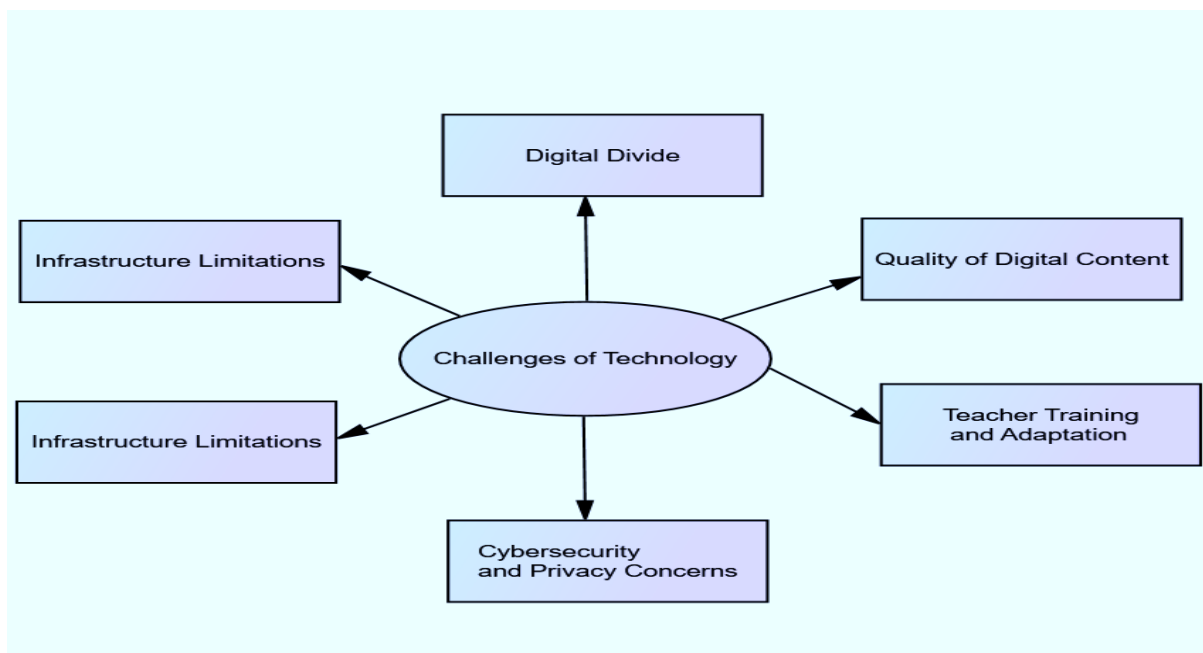 Digital Divide
Infrastructure Limitations
Quality of Digital Content
Challenges of Technology
Teacher Training
and Adaptation
Infrastructure Limitations
Cybersecurity
and Privacy Concerns